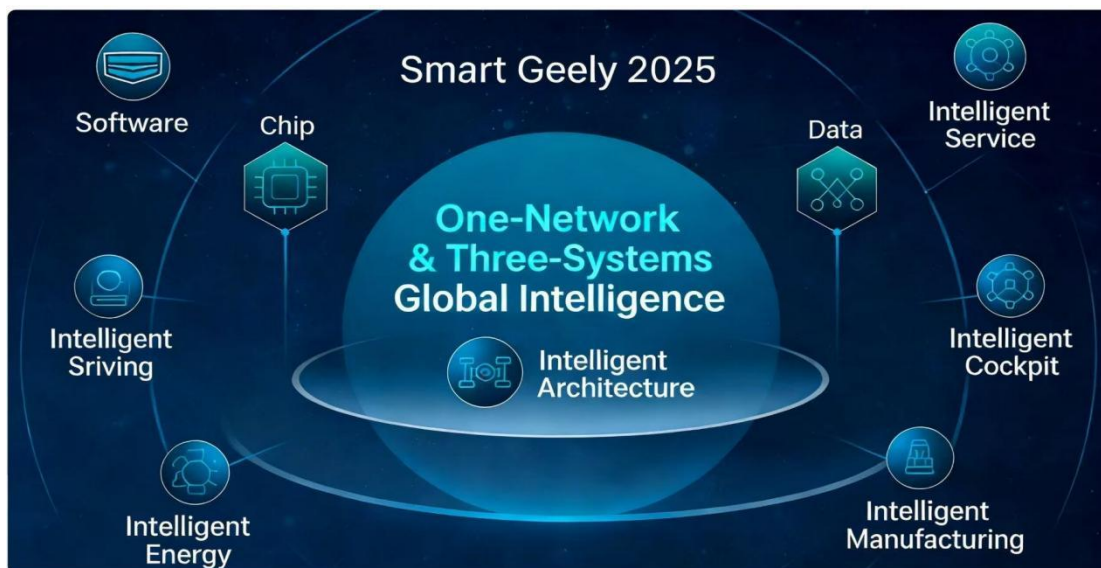 Smart Geely 2025
Software
Chip
Data
Intelligent
Service
One-Network
& Three-Systems
Global Intelligence
Intelligent
Sriving
Intelligent
Architecture
Intelligent
Cockpit
Intelligent
Energy
Intelligent
Manufacturing